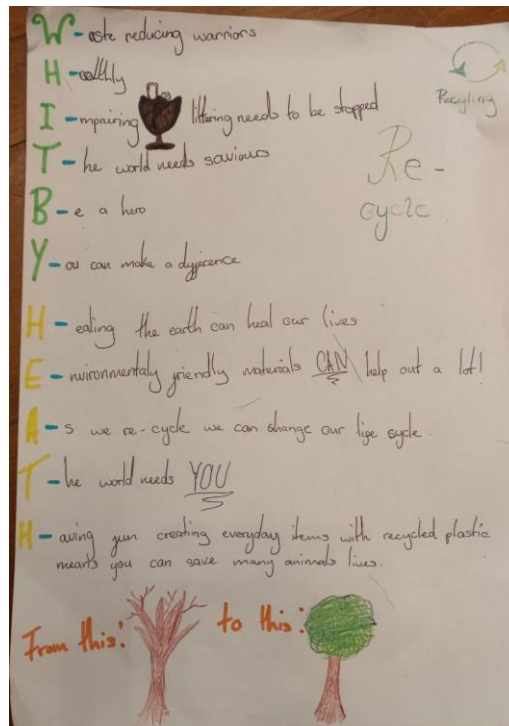 W-aste reducing warriors
H-ealthly
I-mpairing littering needs to be stopped
Recyling
T-he world needs saviours
Re-
cycle
B-e a hero
Y-ou can make a dyjirence
H-ealing the earth can heal our lives
E-nvironmentaly friendly materials CAN help out a lot!
A-s we re-cycle we can change our life cycle.
T-he world needs YOU
H-aving fun creating everyday items with recycled plastic
means you can save many animals lives.
From this: to this: